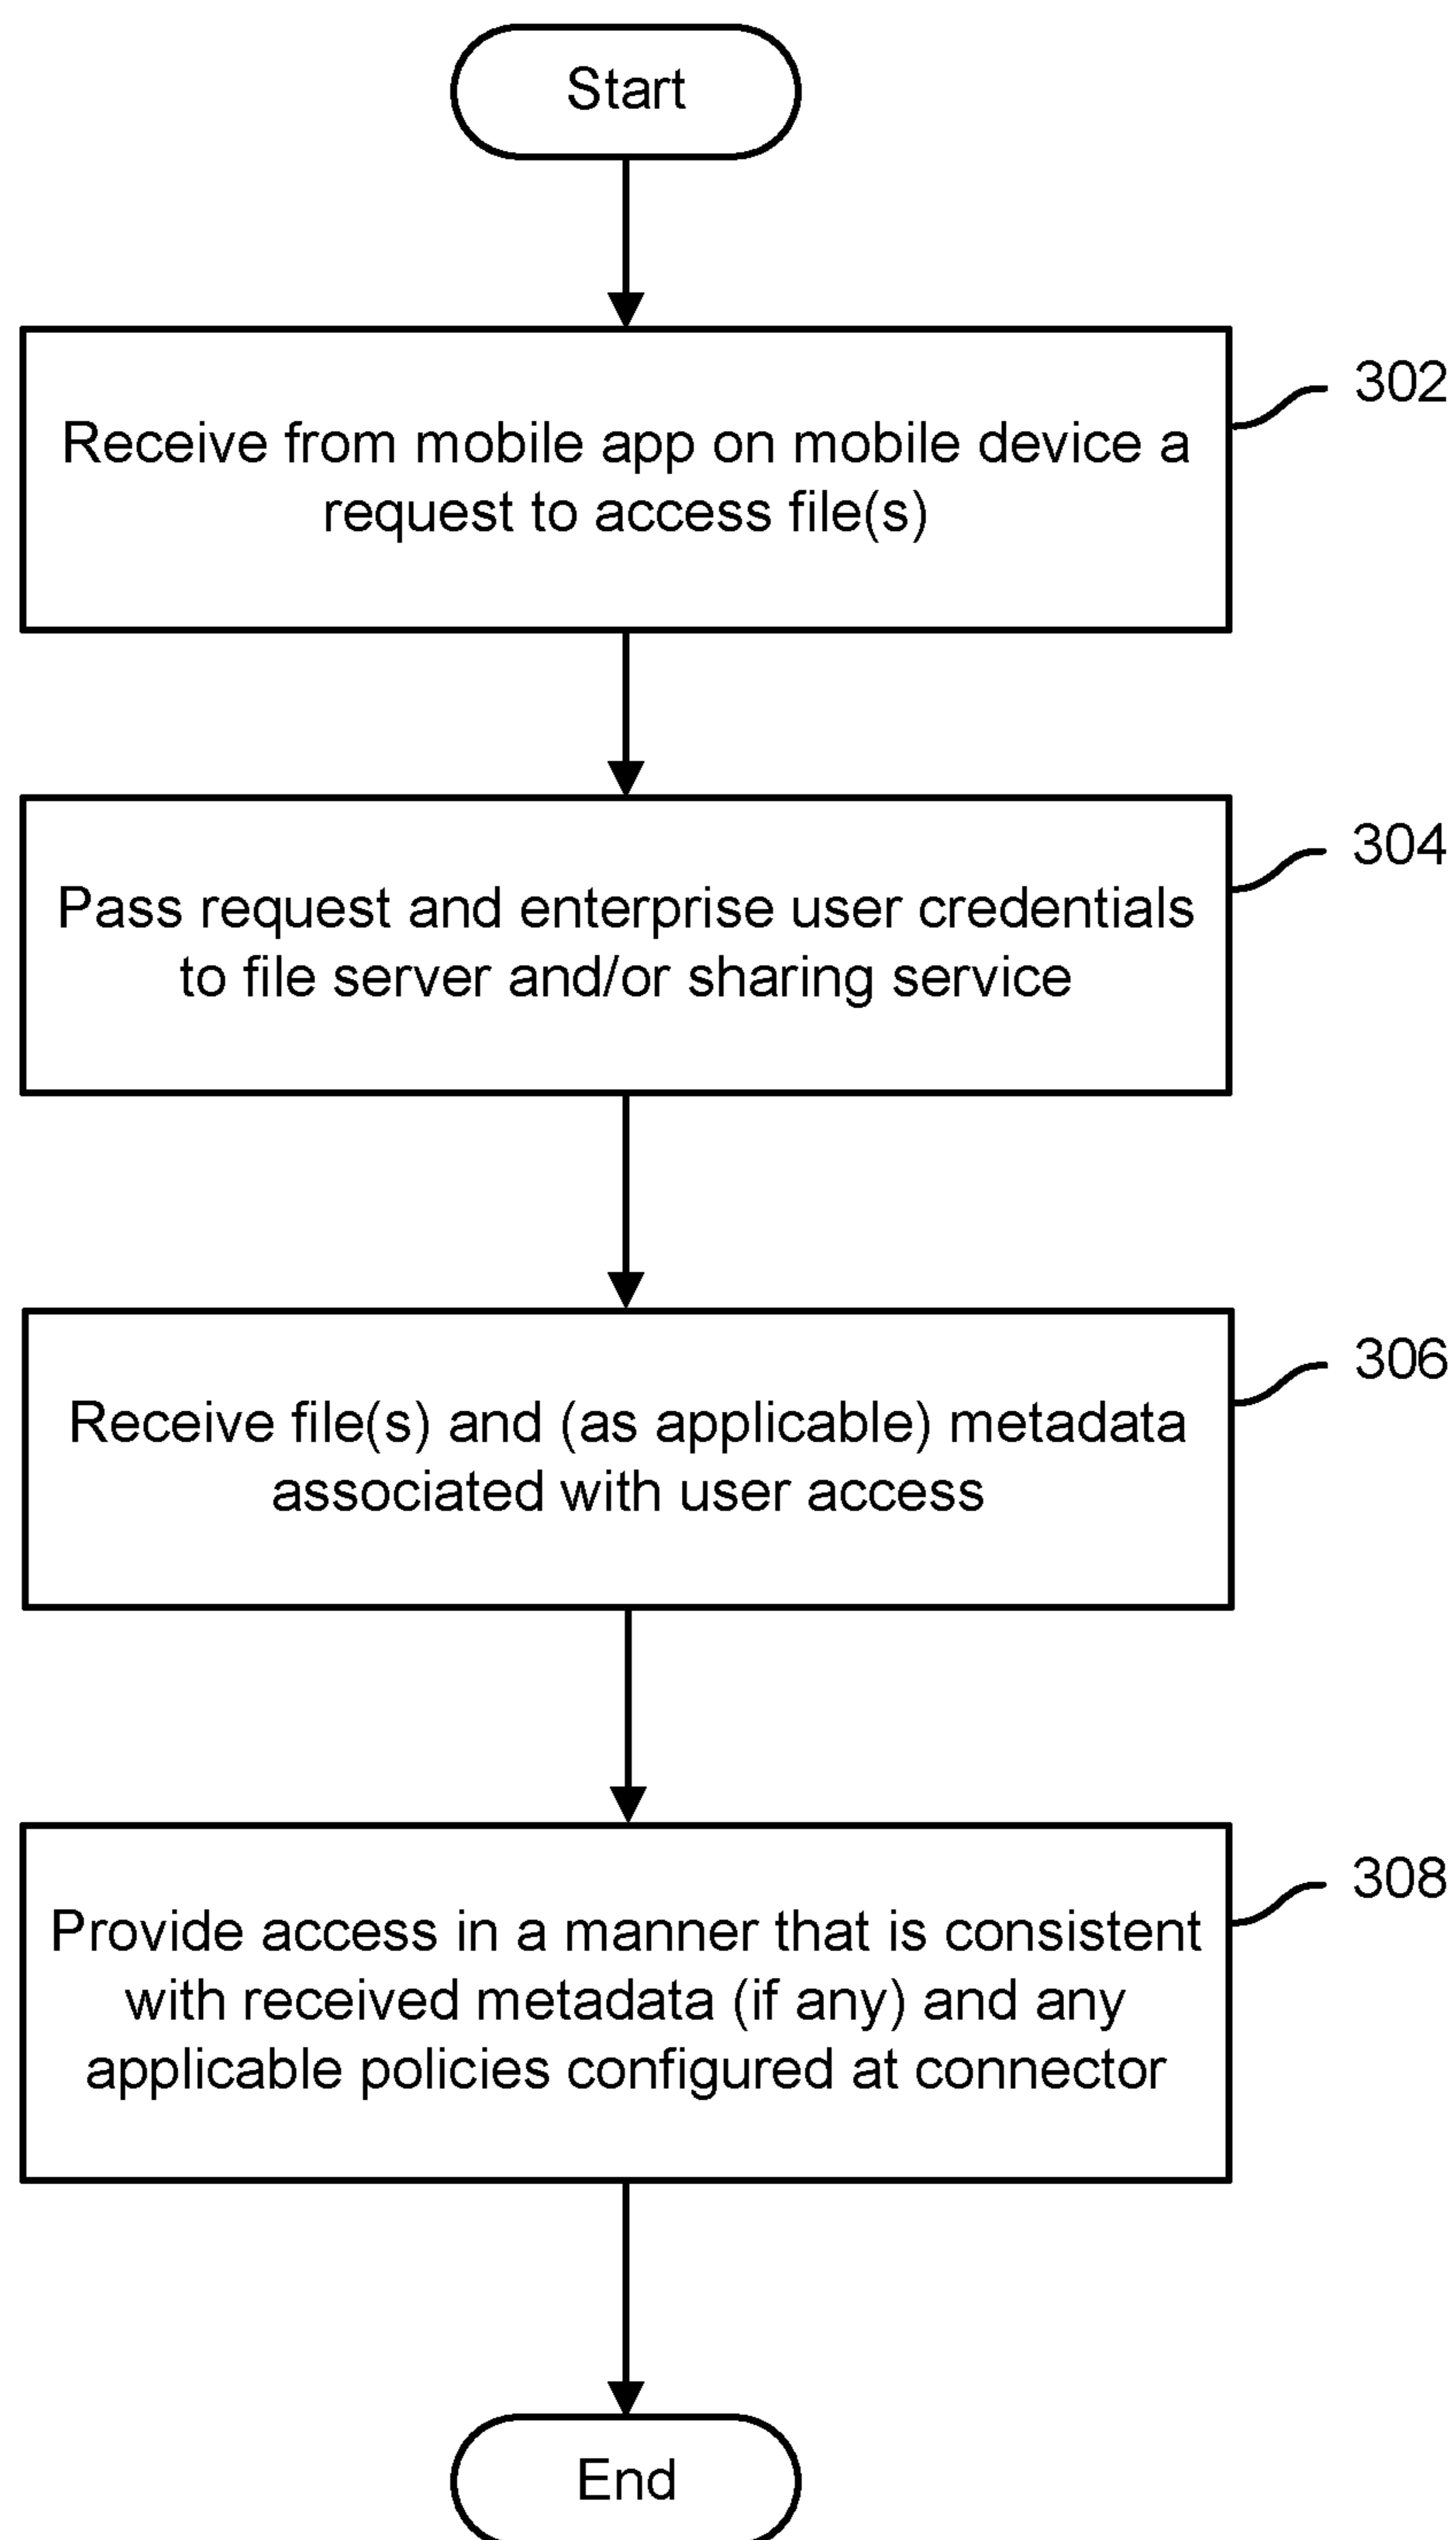 Start
Receive from mobile app on mobile device a
request to access file(s)
302
Pass request and enterprise user credentials
to file server and/or sharing service
304
Receive file(s) and (as applicable) metadata
associated with user access
306
Provide access in a manner that is consistent
with received metadata (if any) and any
applicable policies configured at connector
308
End